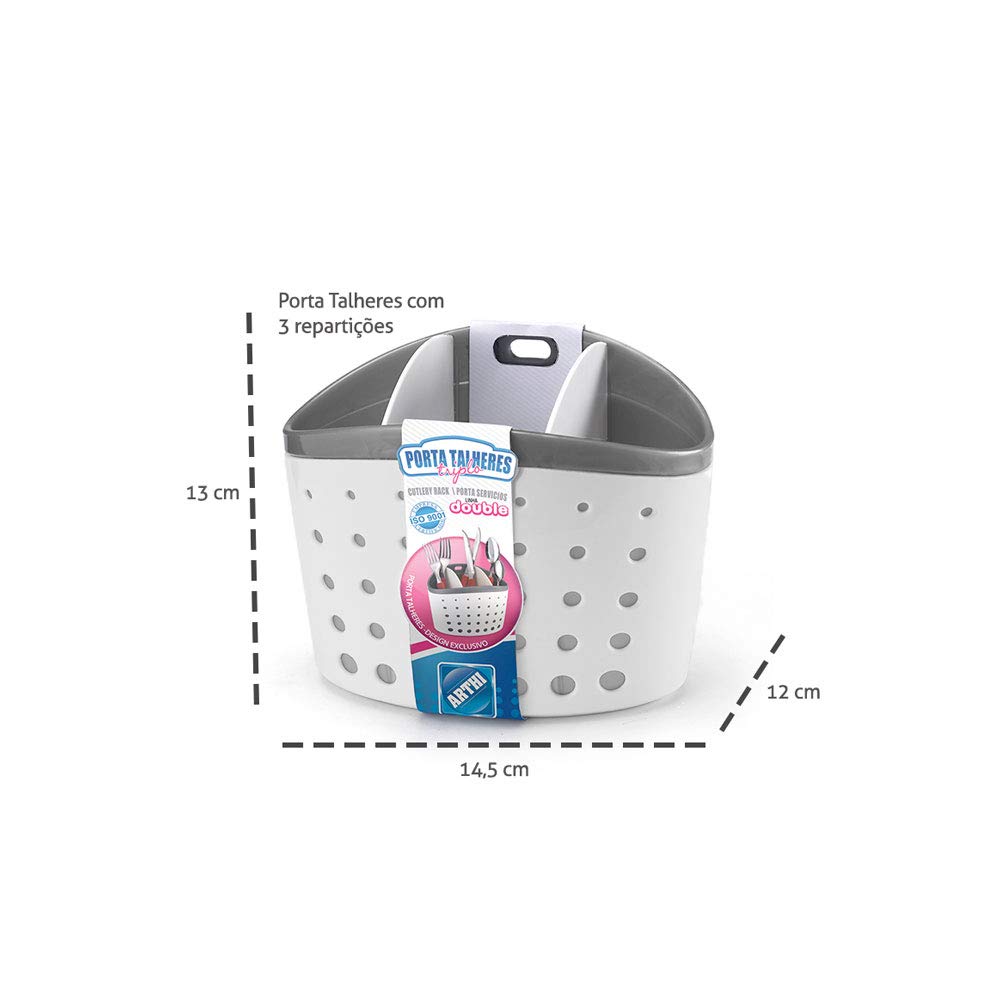 Porta Talheres com
3 repartições
13 cm
PORTA TALHERES
triplo
CUTLERY RACK \ PORTA SERVICIOS
LINHA
double
ISO 9001
PORTA TALHERES - DESIGN EXCLUSIVO
ARTHI
12 cm
14,5 cm